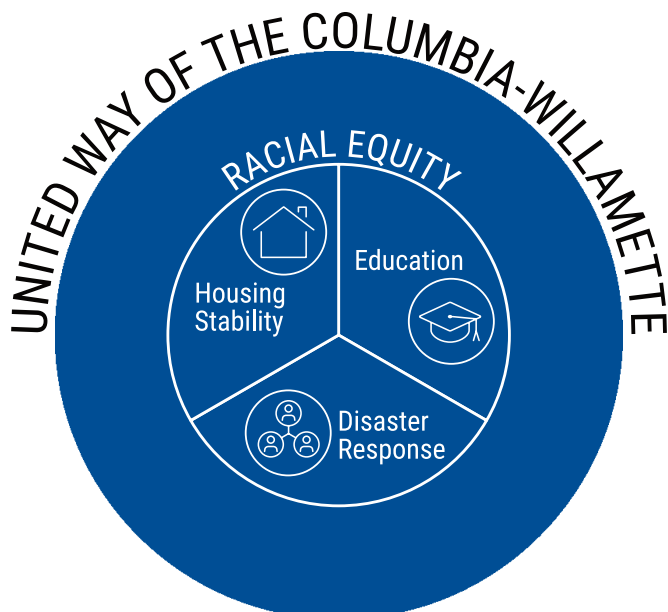 UNITED WAY OF THE COLUMBIA-WILLAMETTE
RACIAL EQUITY
Housing
Stability
Education
Disaster
Response